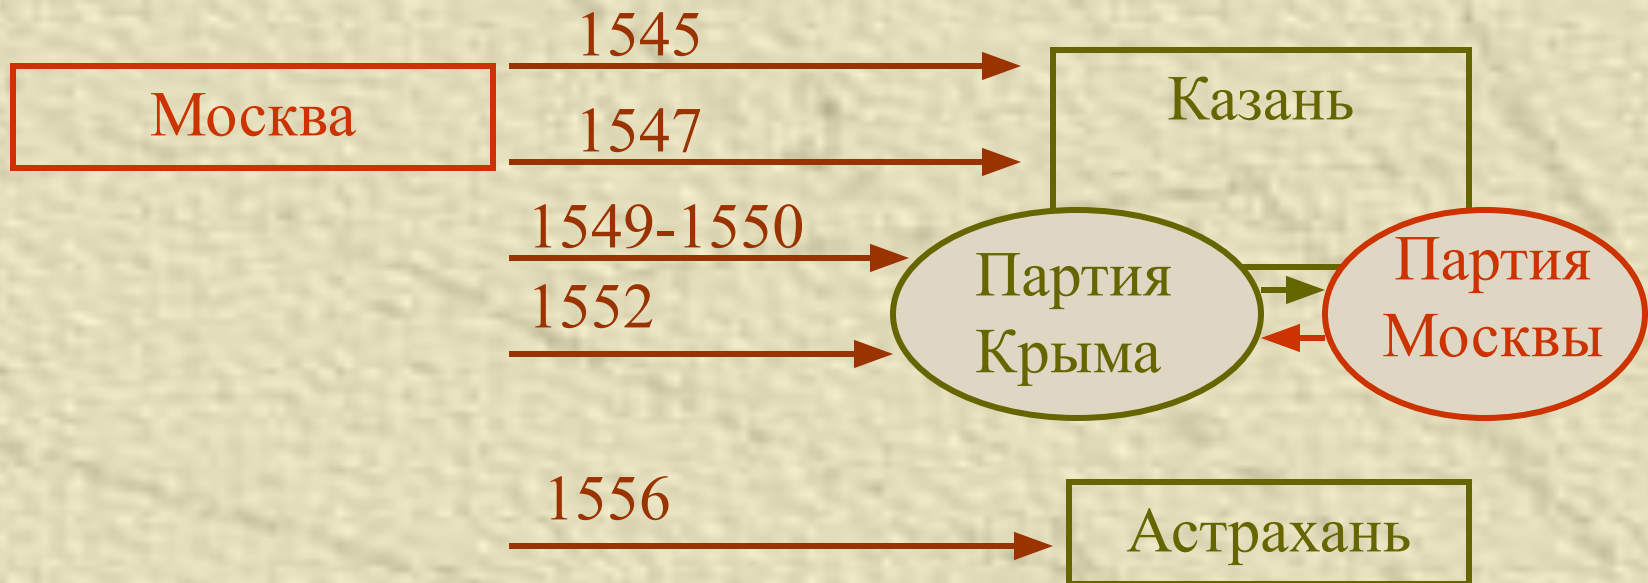 1545
Москва
Казань
1547
1549-1550
Партия
Крыма
Партия
Москвы
1552
1556
Астрахань